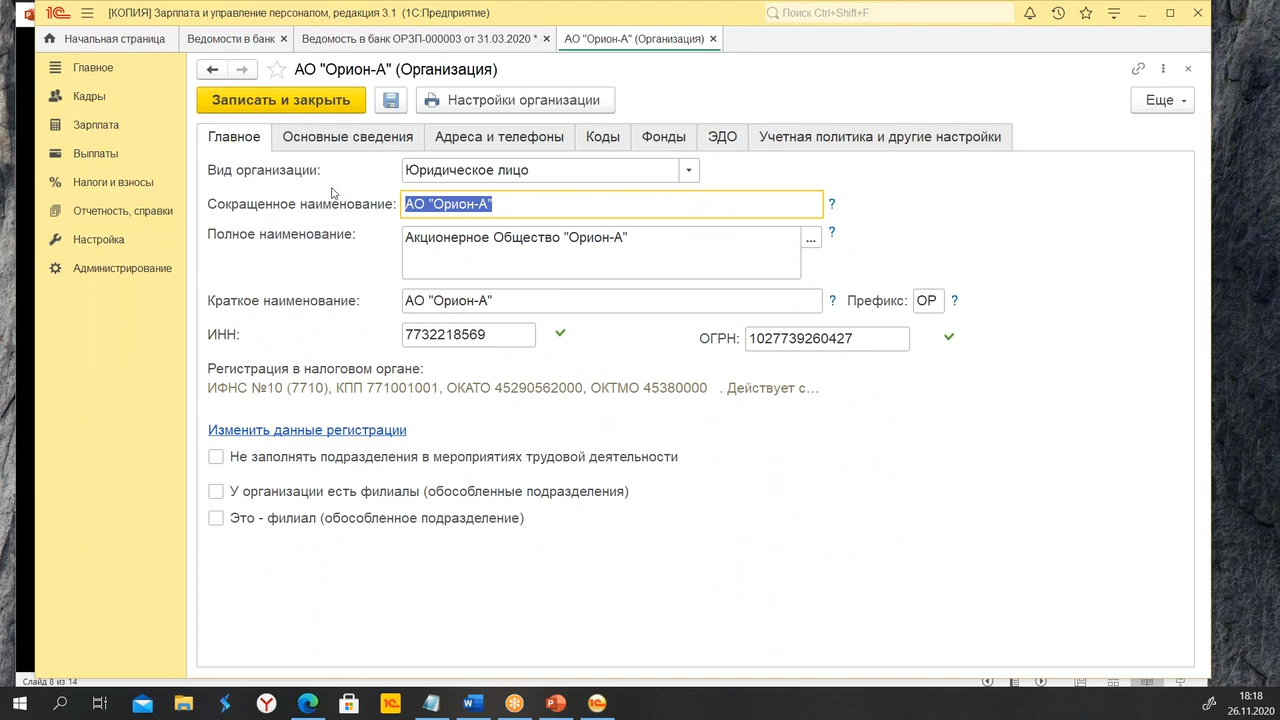 [КОПИЯ] Зарплата и управление персоналом, редакция 3.1 (1С:Предприятие)
Поиск Ctrl+Shift+F
Начальная страница
Ведомости в банк
Ведомость в банк ОРЗП-000003 от 31.03.2020 *
АО "Орион-А" (Организация)
Главное
Кадры
Зарплата
Выплаты
Налоги и взносы
Отчетность, справки
Настройка
Администрирование
АО "Орион-А" (Организация)
Записать и закрыть
Настройки организации
Еще
Главное
Основные сведения
Адреса и телефоны
Коды
Фонды
ЭДО
Учетная политика и другие настройки
Вид организации: Юридическое лицо
Сокращенное наименование: АО "Орион-А" ?
Полное наименование: Акционерное Общество "Орион-А" ... ?
Краткое наименование: АО "Орион-А" ? Префикс: ОР ?
ИНН: 7732218569 ОГРН: 1027739260427
Регистрация в налоговом органе:
ИФНС №10 (7710), КПП 771001001, ОКАТО 45290562000, ОКТМО 45380000 . Действует с...
Изменить данные регистрации
Не заполнять подразделения в мероприятиях трудовой деятельности
У организации есть филиалы (обособленные подразделения)
Это - филиал (обособленное подразделение)
Слайд 8 из 14
18:18
26.11.2020